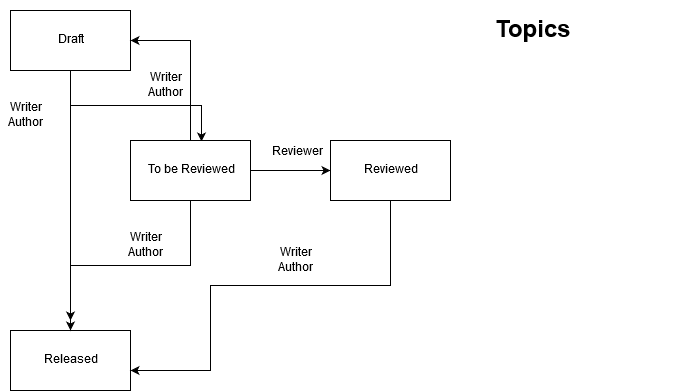 Topics
Draft
Writer
Author
Writer
Author
Reviewer
To be Reviewed
Reviewed
Writer
Author
Writer
Author
Released